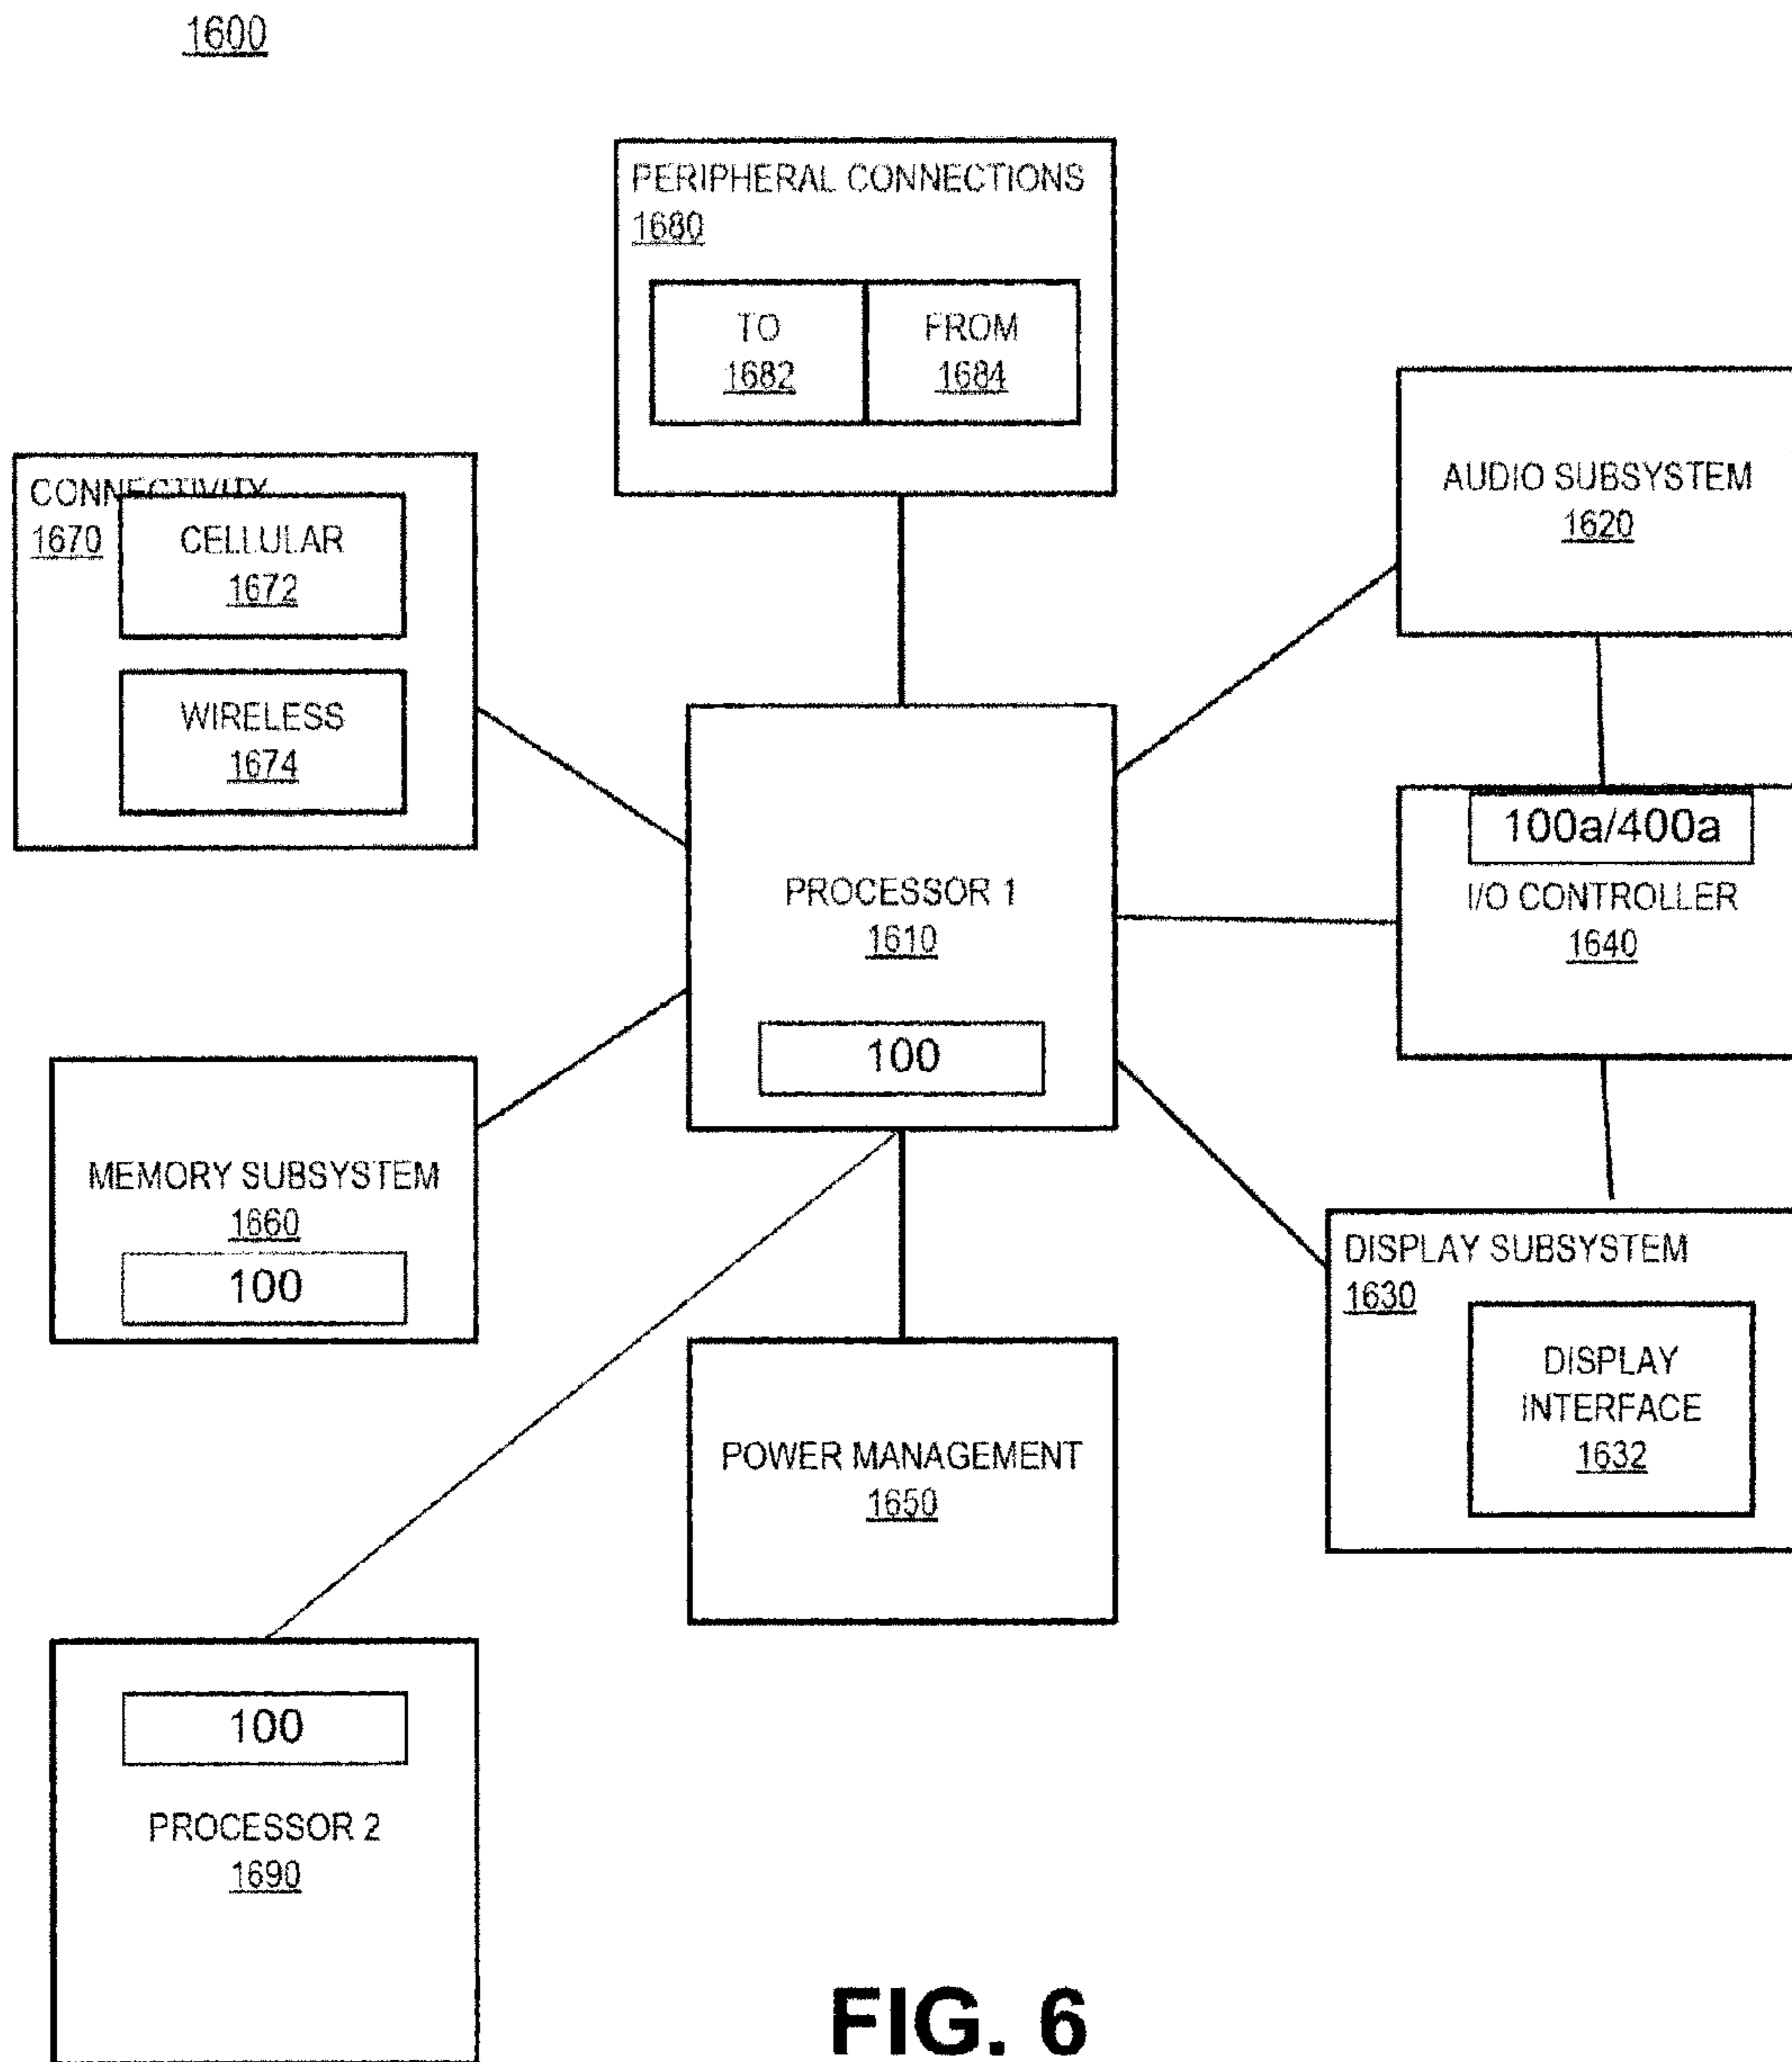 1600
PERIPHERAL CONNECTIONS
1680
TO
1682
FROM
1684
CONNECTIVITY
1670
CELLULAR
1672
WIRELESS
1674
AUDIO SUBSYSTEM
1620
100a/400a
I/O CONTROLLER
1640
PROCESSOR 1
1610
100
MEMORY SUBSYSTEM
1660
100
DISPLAY SUBSYSTEM
1630
DISPLAY
INTERFACE
1632
POWER MANAGEMENT
1650
100
PROCESSOR 2
1690
FIG. 6